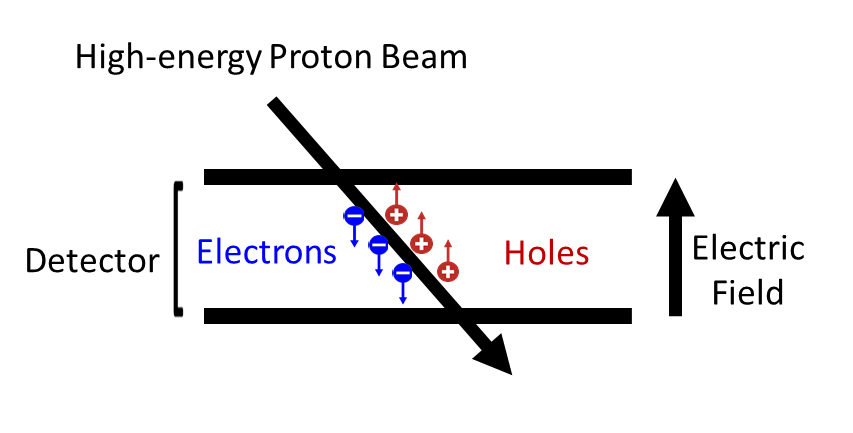 High-energy Proton Beam
Detector
Electrons
Holes
Electric
Field